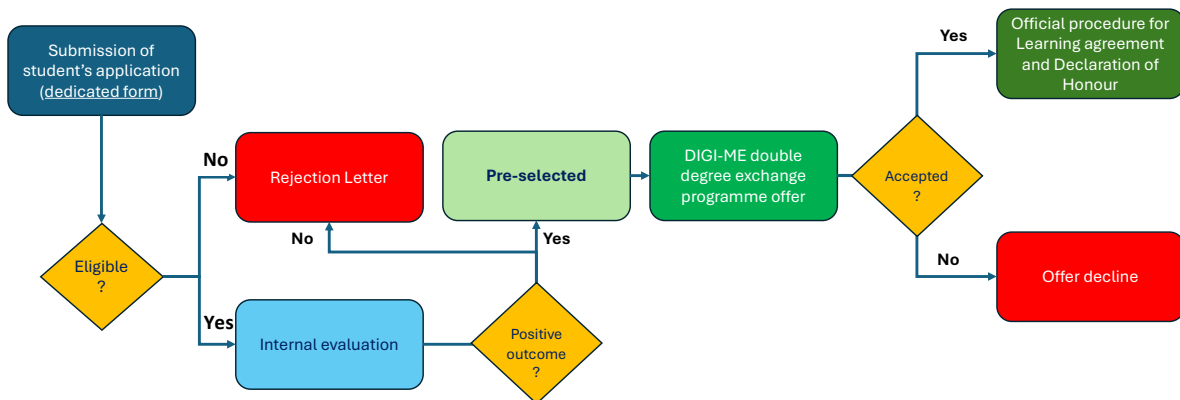 Submission of
student's application
(dedicated form)
Eligible
?
No
Rejection Letter
Yes
Internal evaluation
Positive
outcome
?
No
Yes
Pre-selected
DIGI-ME double
degree exchange
programme offer
Accepted
?
Yes
Official procedure for
Learning agreement
and Declaration of
Honour
No
Offer decline